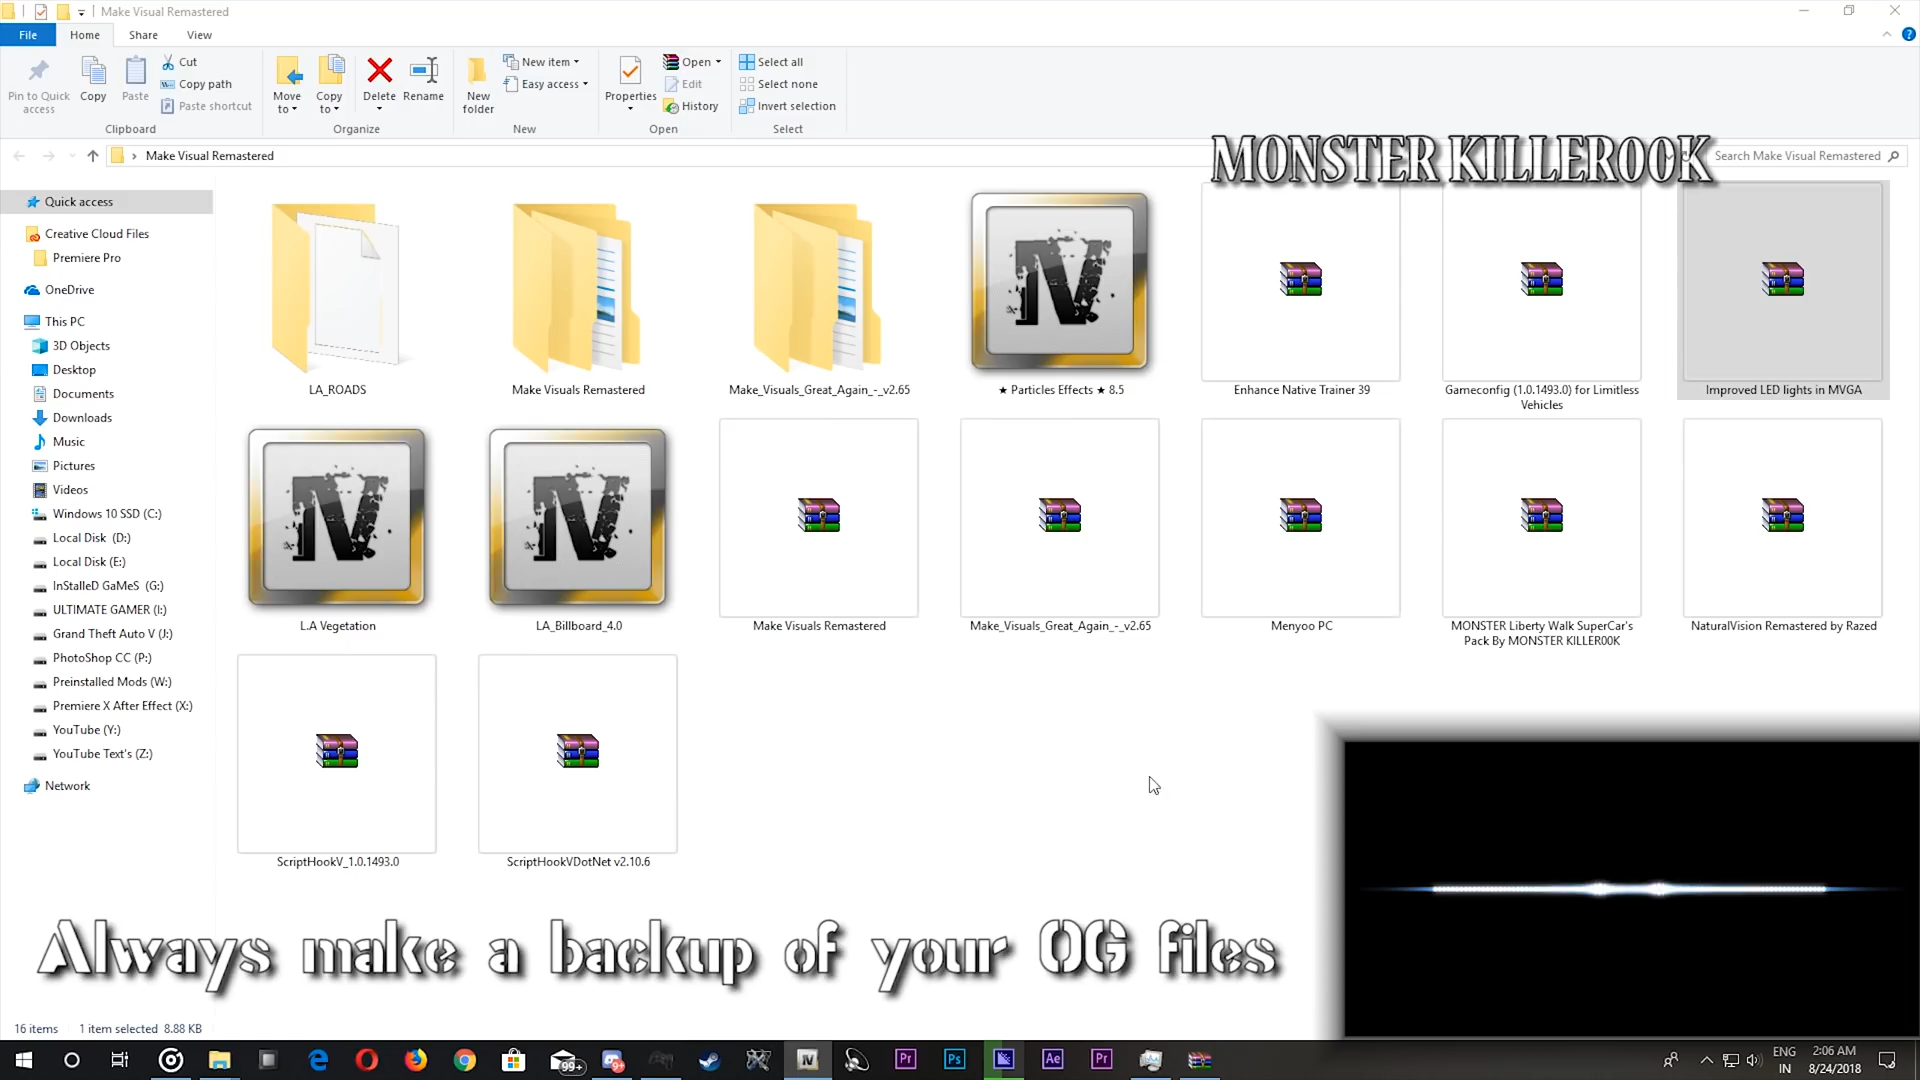 Make Visual Remastered
File
Home
Share
View
Pin to Quick access
Copy
Paste
Cut
Copy path
Paste shortcut
Move to
Copy to
Delete
Rename
New folder
New item
Easy access
Properties
Open
Edit
History
Select all
Select none
Invert selection
Clipboard
Organize
New
Open
Select
Make Visual Remastered
MONSTER KILLER00K
Search Make Visual Remastered
Quick access
Creative Cloud Files
Premiere Pro
OneDrive
This PC
3D Objects
Desktop
Documents
Downloads
Music
Pictures
Videos
Windows 10 SSD (C:)
Local Disk (D:)
Local Disk (E:)
InStalleD GaMeS (G:)
ULTIMATE GAMER (I:)
Grand Theft Auto V (J:)
PhotoShop CC (P:)
Preinstalled Mods (W:)
Premiere X After Effect (X:)
YouTube (Y:)
YouTube Text's (Z:)
Network
LA_ROADS
Make Visuals Remastered
Make_Visuals_Great_Again_-_v2.65
★ Particles Effects ★ 8.5
Enhance Native Trainer 39
Gameconfig (1.0.1493.0) for Limitless
Vehicles
Improved LED lights in MVGA
L.A Vegetation
LA_Billboard_4.0
Make Visuals Remastered
Make_Visuals_Great_Again_-_v2.65
Menyoo PC
MONSTER Liberty Walk SuperCar's
Pack By MONSTER KILLER00K
NaturalVision Remastered by Razed
ScriptHookV_1.0.1493.0
ScriptHookVDotNet v2.10.6
Always make a backup of your OG files
16 items
1 item selected 8.88 KB
99+
9+
Pr
Ps
Ae
Pr
ENG
IN
2:06 AM
8/24/2018